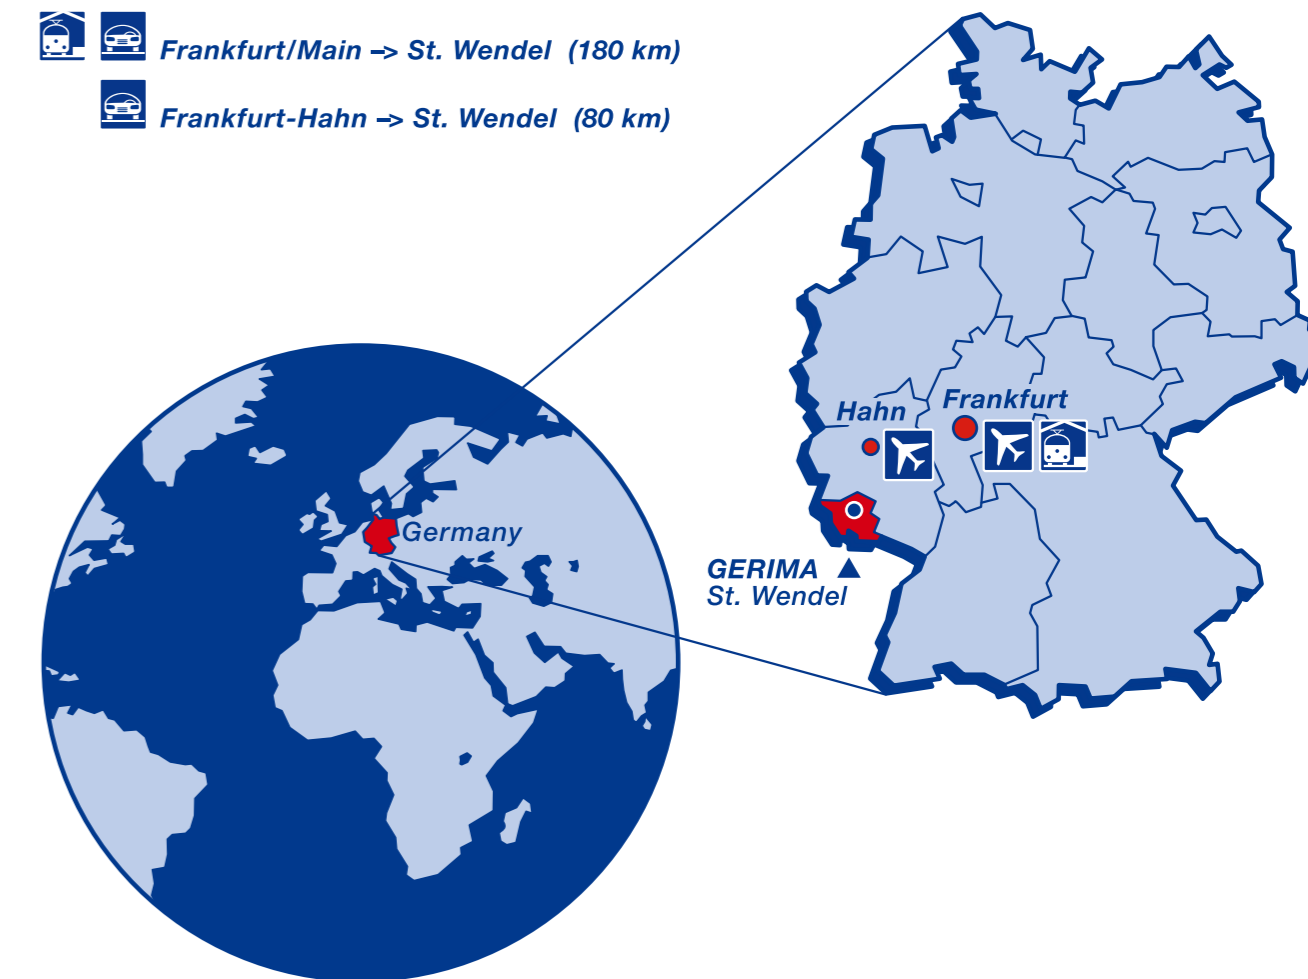 Frankfurt/Main –> St. Wendel (180 km)
Frankfurt-Hahn –> St. Wendel (80 km)
Hahn
Frankfurt
Germany
GERIMA
St. Wendel